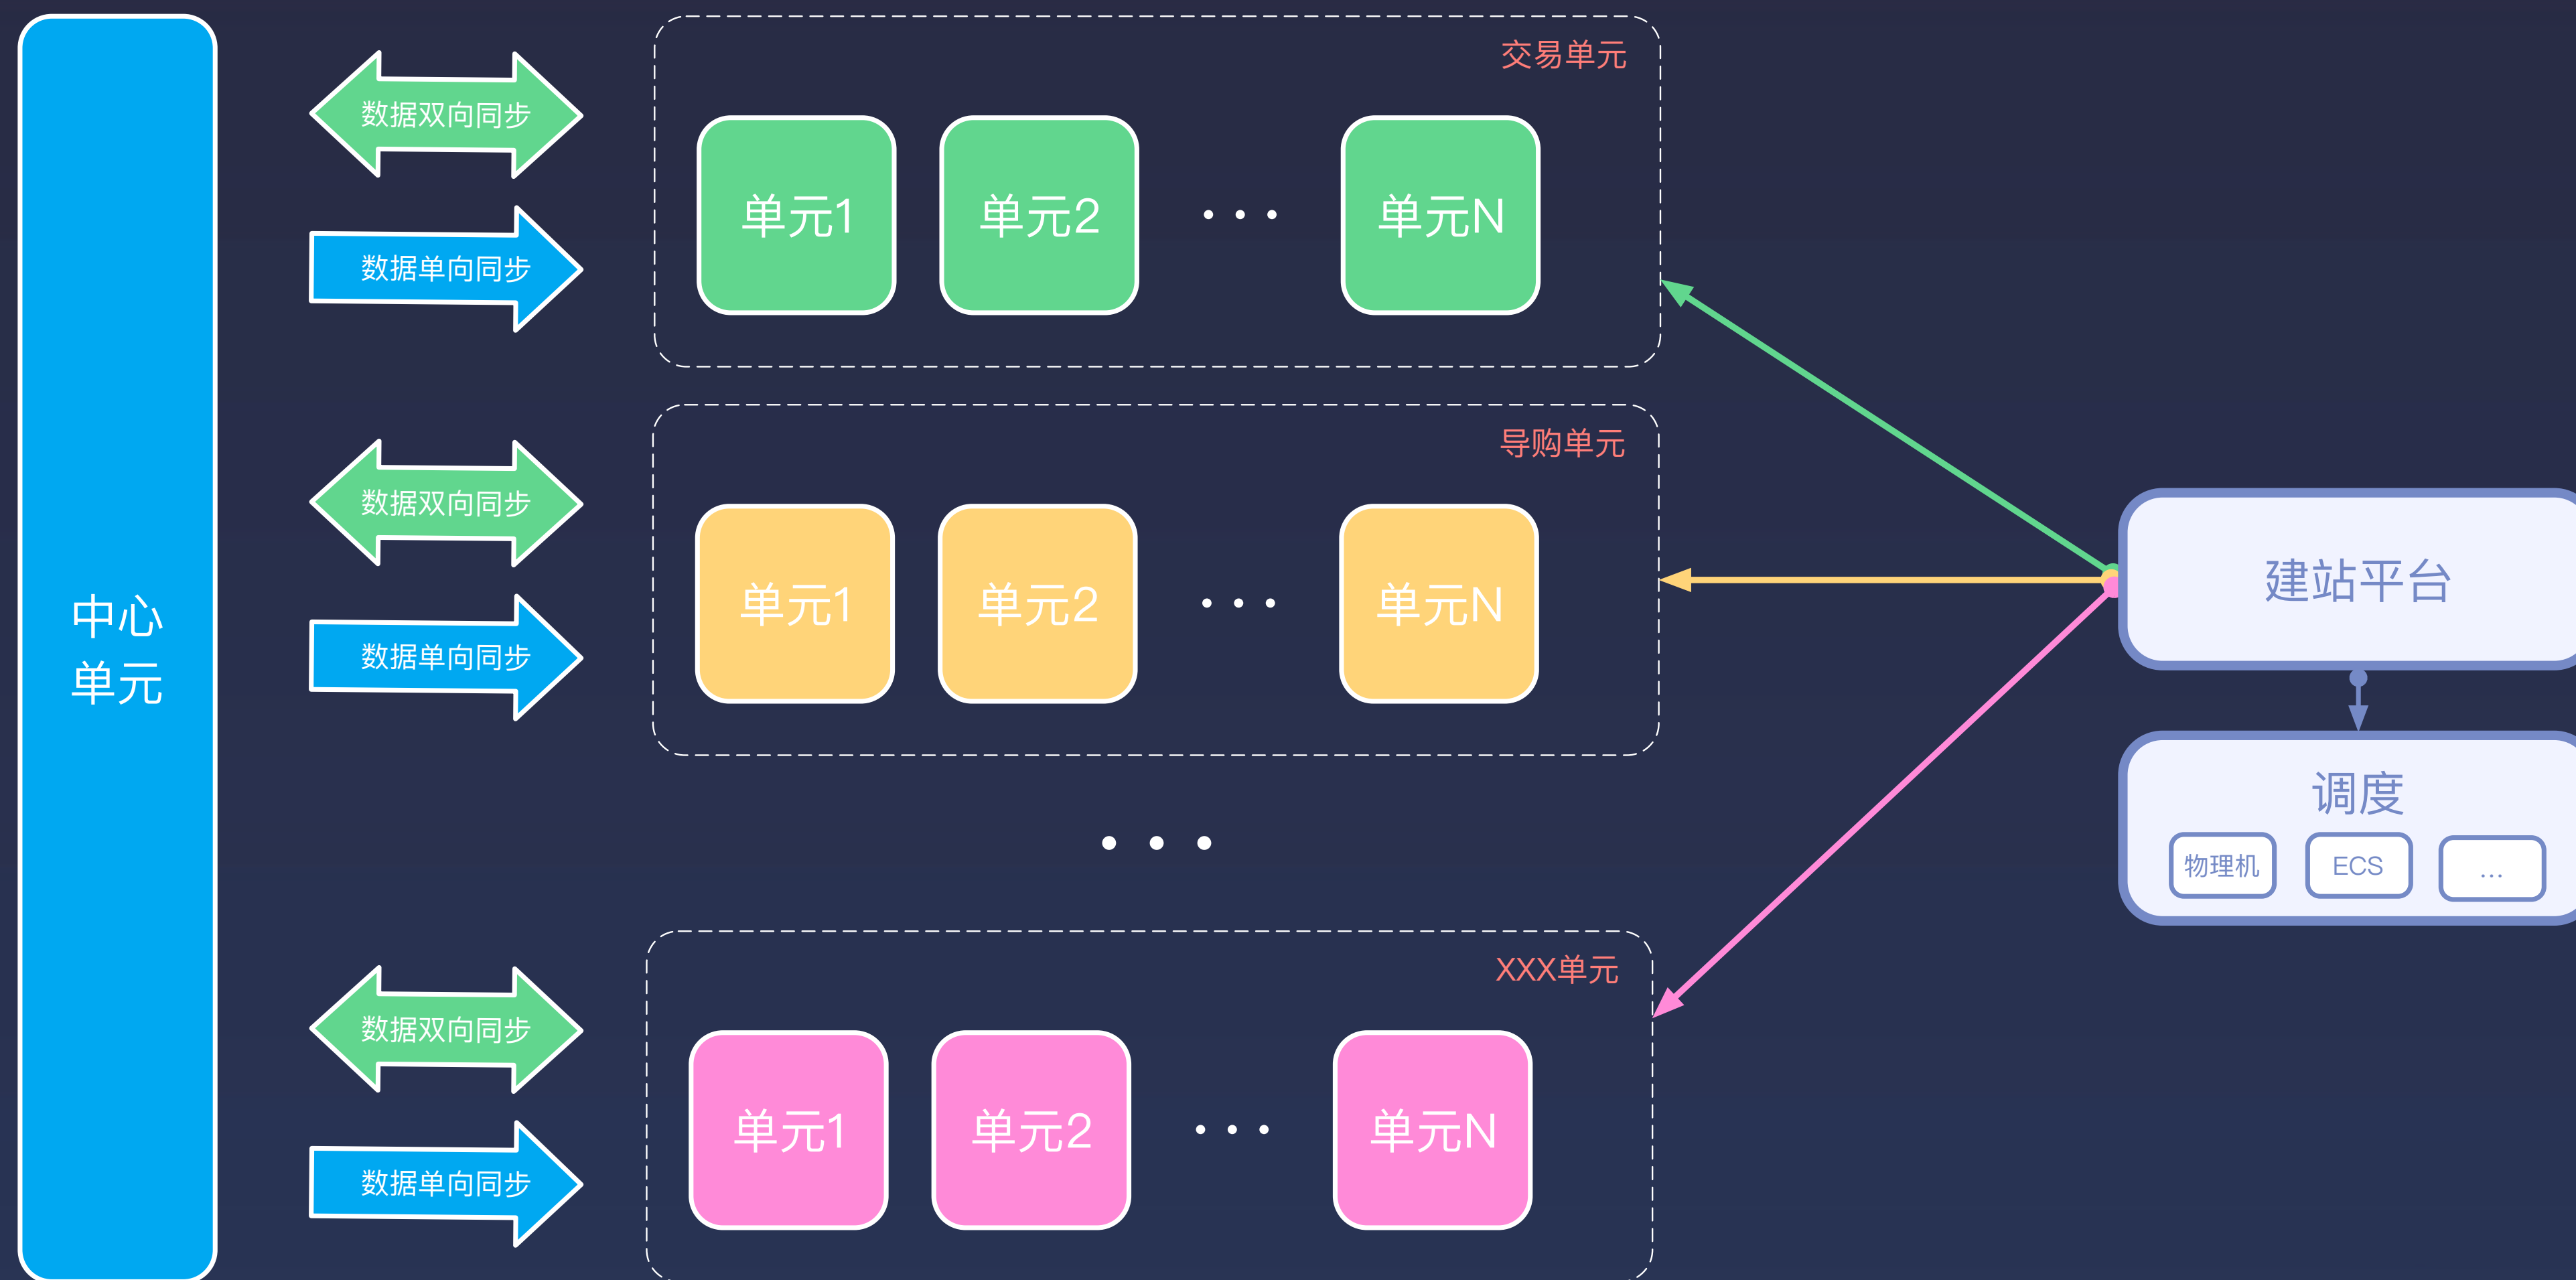 中心
单元
数据双向同步
数据单向同步
交易单元
单元1
单元2
···
单元N
数据双向同步
数据单向同步
导购单元
单元1
单元2
···
单元N
···
数据双向同步
数据单向同步
XXX单元
单元1
单元2
···
单元N
建站平台
调度
物理机
ECS
...